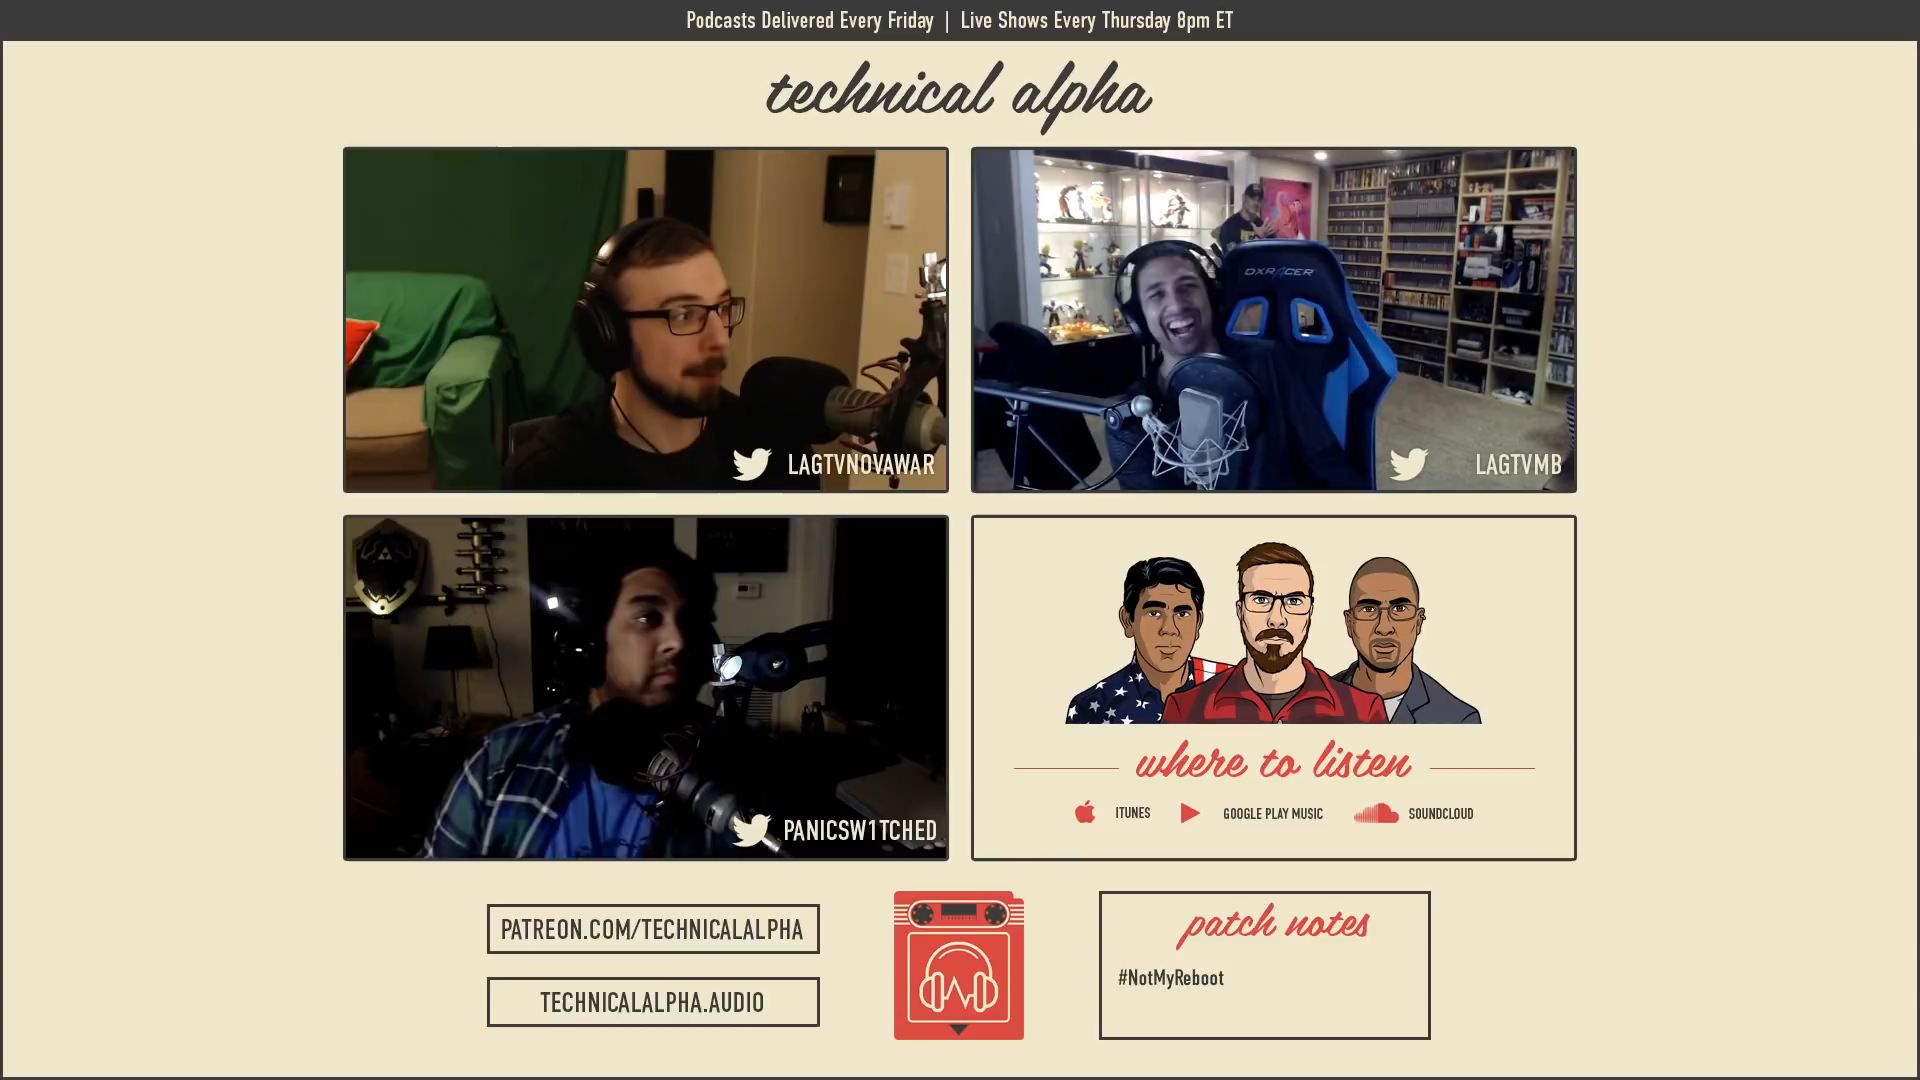 Podcasts Delivered Every Friday | Live Shows Every Thursday 8pm ET
technical alpha
DXRACER
LAGTVNOVAWAR
LAGTVMB
PANICSW1TCHED
where to listen
ITUNES
GOOGLE PLAY MUSIC
SOUNDCLOUD
PATREON.COM/TECHNICALALPHA
TECHNICALALPHA.AUDIO
patch notes
#NotMyReboot